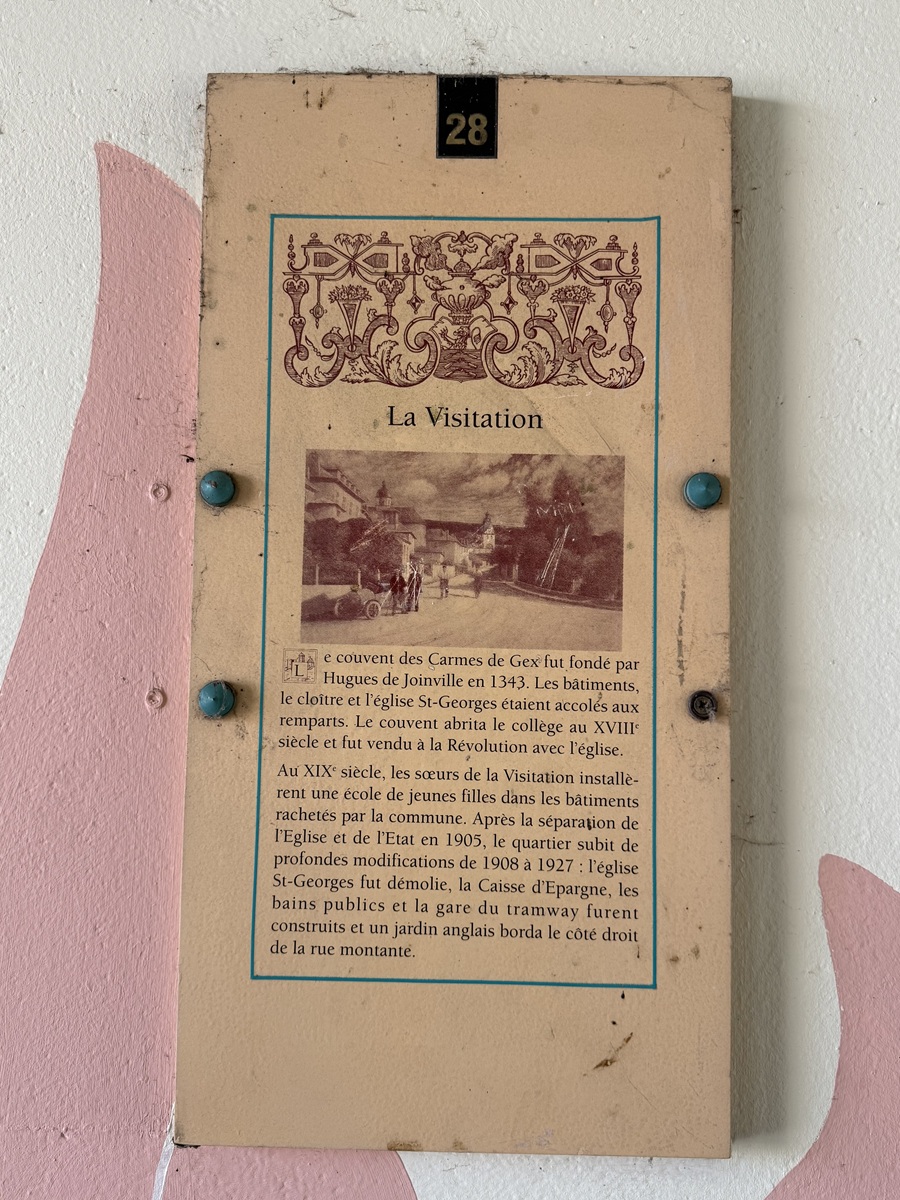 28
La Visitation
Le couvent des Carmes de Gex fut fondé par
Hugues de Joinville en 1343. Les bâtiments,
le cloître et l'église St-Georges étaient accolés aux
remparts. Le couvent abrita le collège au XVIIIᵉ
siècle et fut vendu à la Révolution avec l'église.
Au XIXᵉ siècle, les sœurs de la Visitation installè-
rent une école de jeunes filles dans les bâtiments
rachetés par la commune. Après la séparation de
l'Eglise et de l'Etat en 1905, le quartier subit de
profondes modifications de 1908 à 1927 : l'église
St-Georges fut démolie, la Caisse d'Epargne, les
bains publics et la gare du tramway furent
construits et un jardin anglais borda le côté droit
de la rue montante.